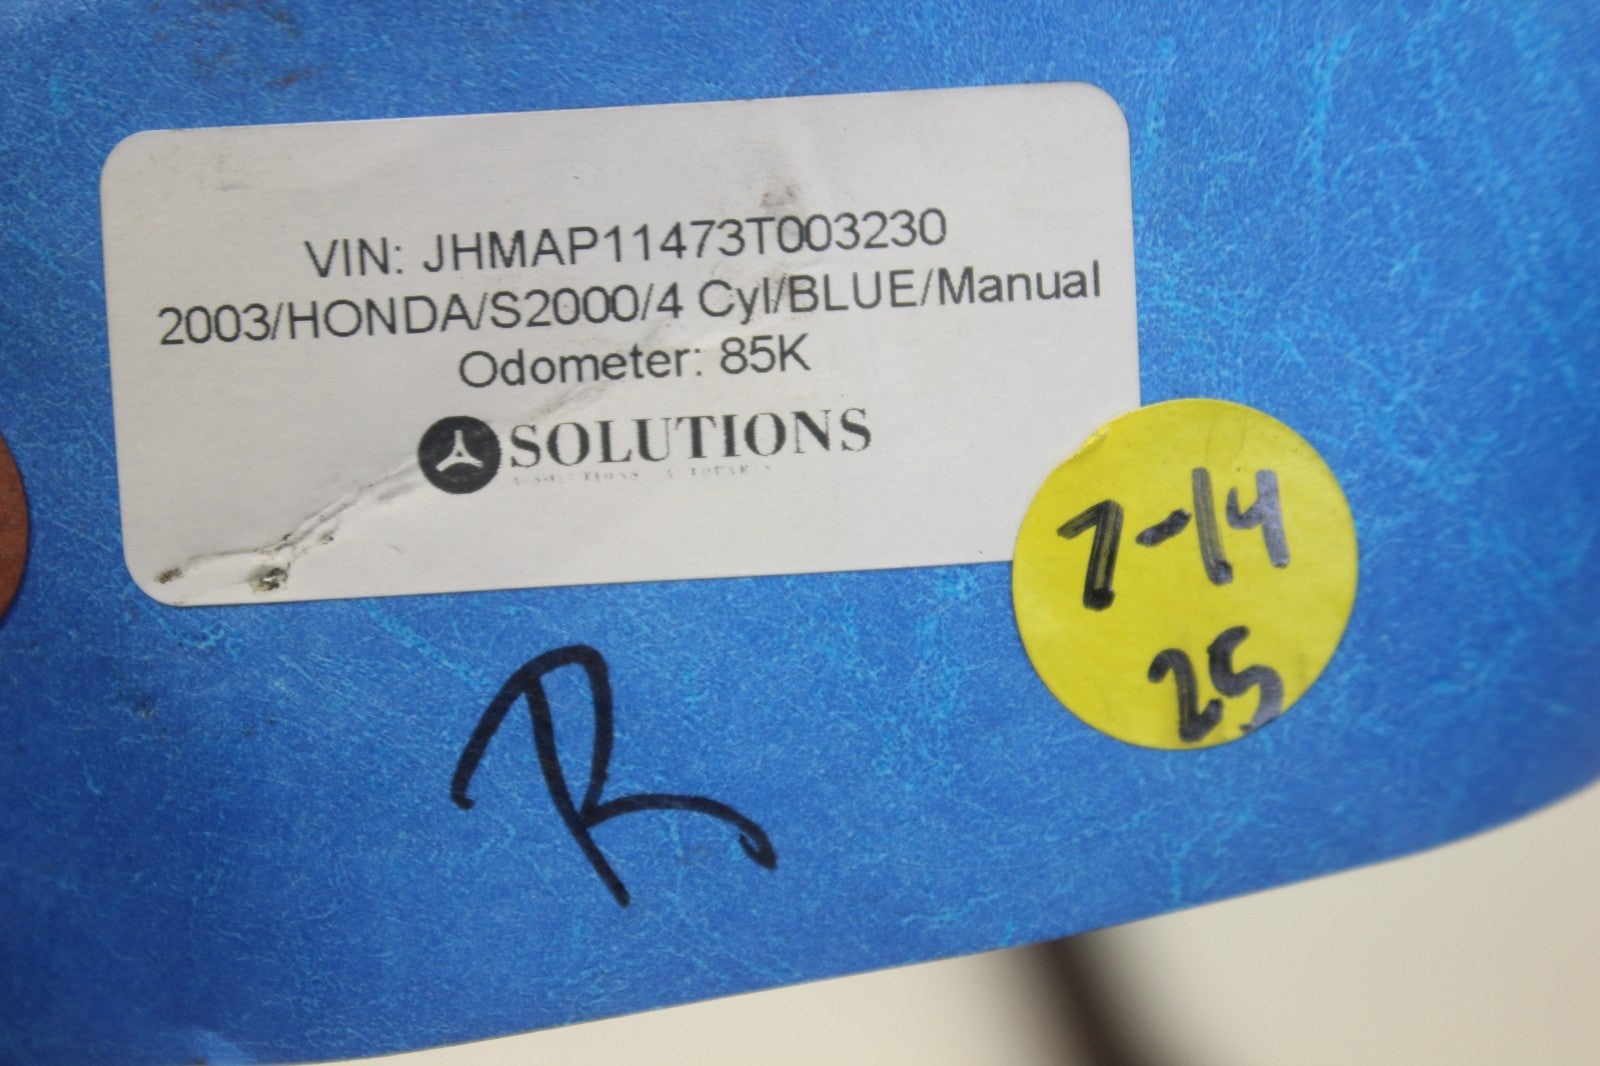 VIN: JHMAP11473T003230
2003/HONDA/S2000/4 Cyl/BLUE/Manual
Odometer: 85K
SOLUTIONS
7-14
25
R